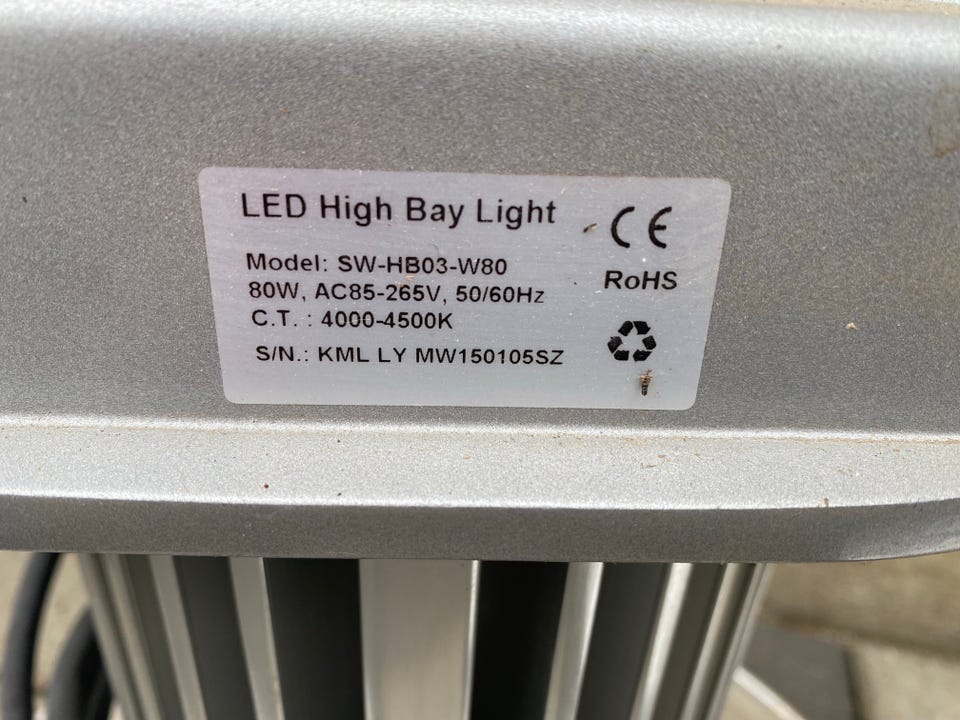 LED High Bay Light
CE
Model: SW-HB03-W80
RoHS
80W, AC85-265V, 50/60Hz
C.T. : 4000-4500K
S/N.: KML LY MW150105SZ